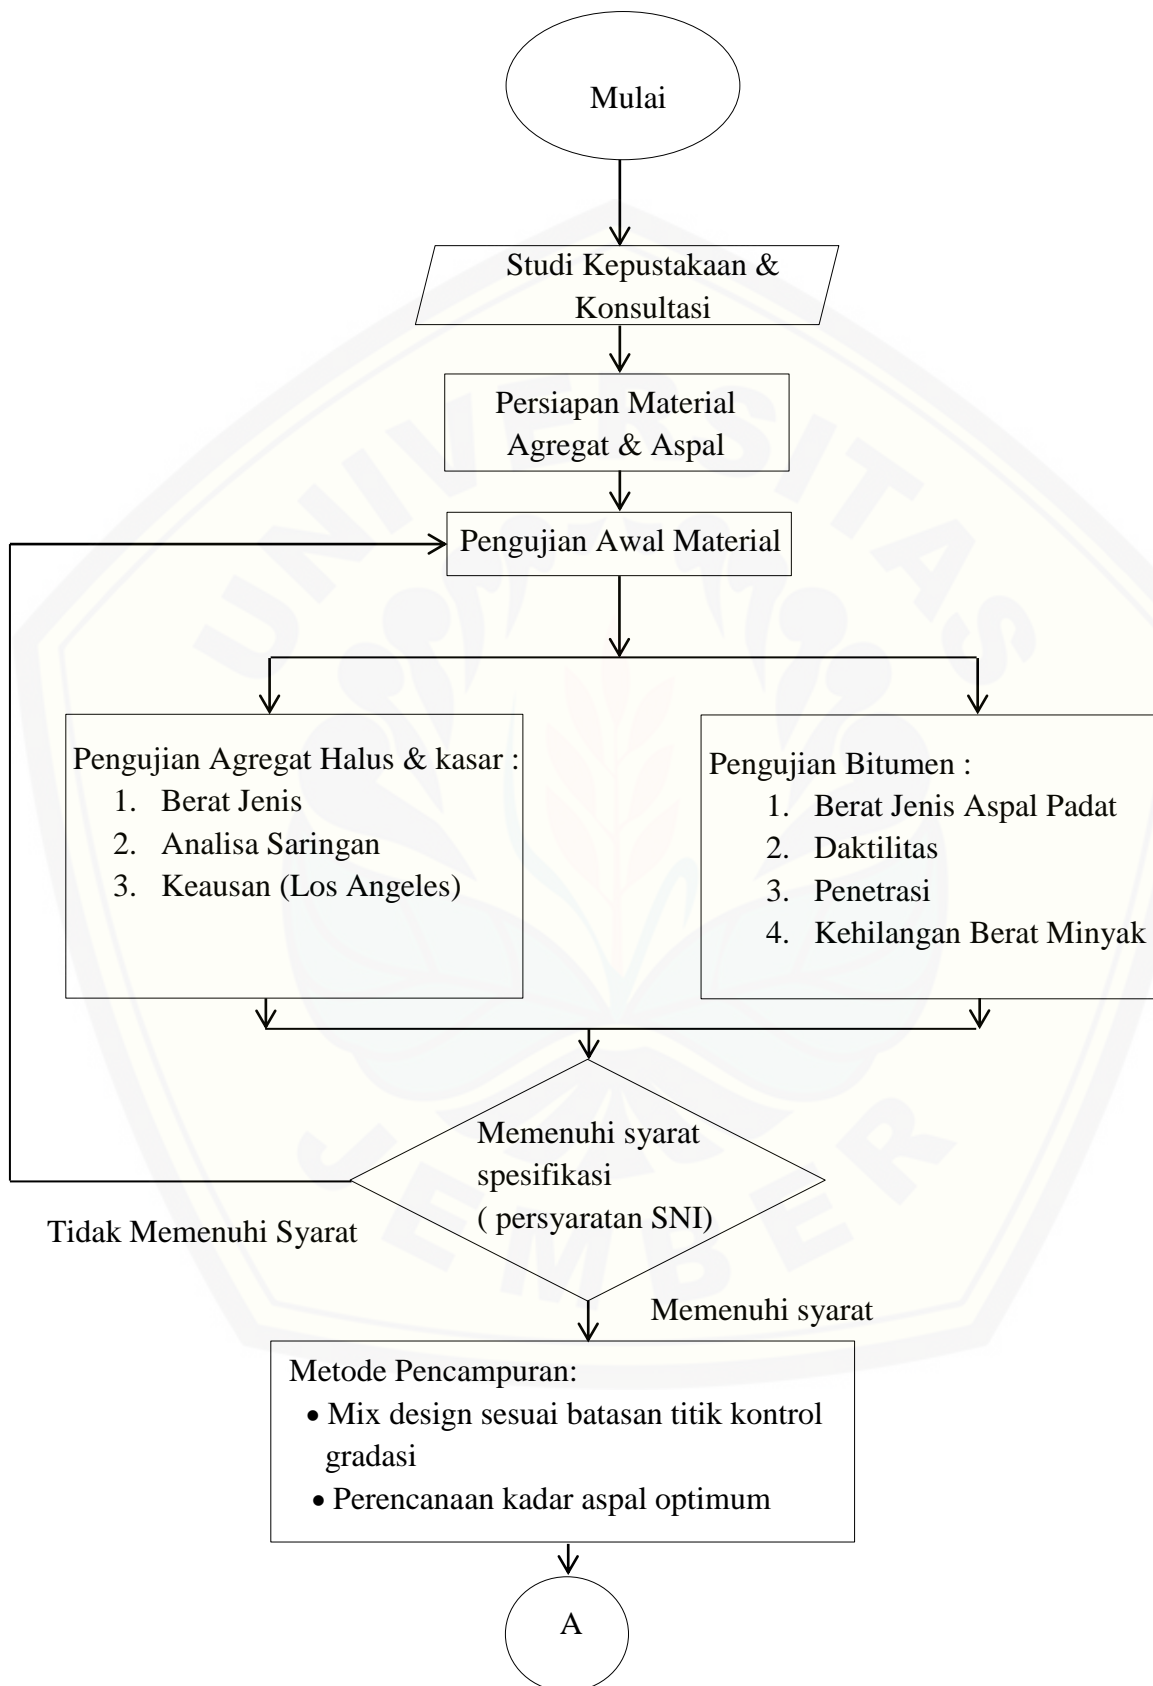 Mulai
Studi Kepustakaan &
Konsultasi
Persiapan Material
Agregat & Aspal
Pengujian Awal Material
Pengujian Agregat Halus & kasar :
1. Berat Jenis
2. Analisa Saringan
3. Keausan (Los Angeles)
Pengujian Bitumen :
1. Berat Jenis Aspal Padat
2. Daktilitas
3. Penetrasi
4. Kehilangan Berat Minyak
Memenuhi syarat
spesifikasi
( persyaratan SNI)
Tidak Memenuhi Syarat
Memenuhi syarat
Metode Pencampuran:
• Mix design sesuai batasan titik kontrol
gradasi
• Perencanaan kadar aspal optimum
A
UNIVERSITAS
JEMBER